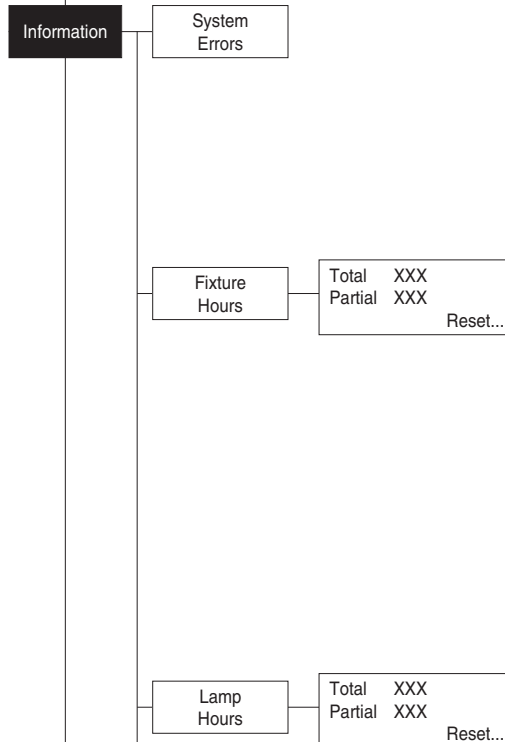 Information
System
Errors
Fixture
Hours
Total XXX
Partial XXX
Reset...
Lamp
Hours
Total XXX
Partial XXX
Reset...